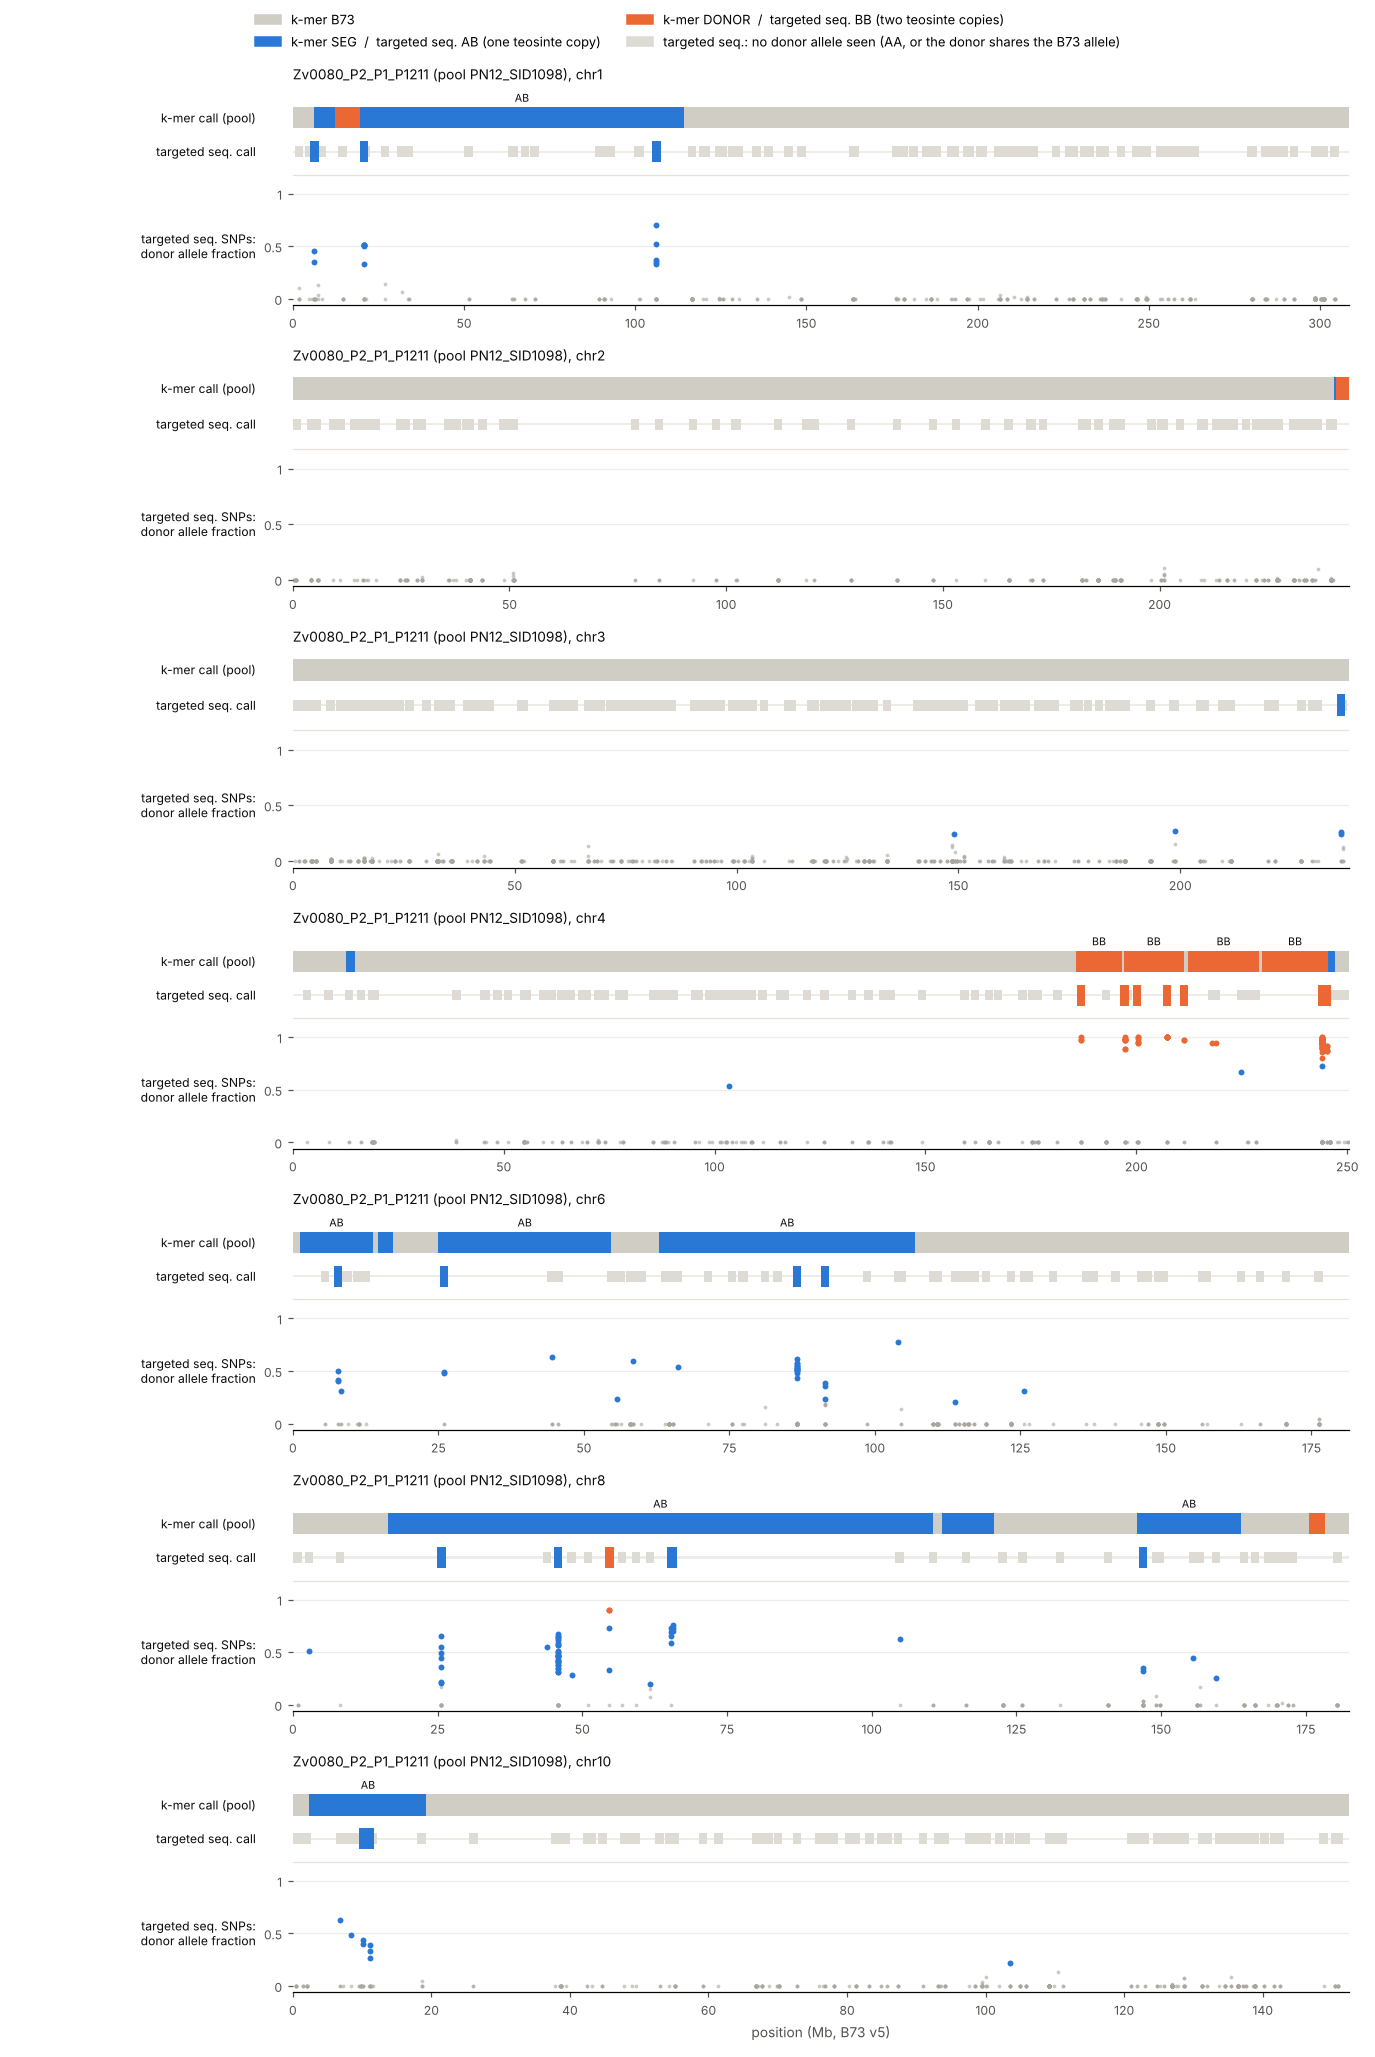 k-mer B73
k-mer DONOR / targeted seq. BB (two teosinte copies)
k-mer SEG / targeted seq. AB (one teosinte copy)
targeted seq.: no donor allele seen (AA, or the donor shares the B73 allele)
Zv0080_P2_P1_P1211 (pool PN12_SID1098), chr1
AB
k-mer call (pool)
targeted seq. call
1
targeted seq. SNPs:
donor allele fraction
0.5
0
0 50 100 150 200 250 300
Zv0080_P2_P1_P1211 (pool PN12_SID1098), chr2
k-mer call (pool)
targeted seq. call
1
targeted seq. SNPs:
donor allele fraction
0.5
0
0 50 100 150 200
Zv0080_P2_P1_P1211 (pool PN12_SID1098), chr3
k-mer call (pool)
targeted seq. call
1
targeted seq. SNPs:
donor allele fraction
0.5
0
0 50 100 150 200
Zv0080_P2_P1_P1211 (pool PN12_SID1098), chr4
BB BB BB BB
k-mer call (pool)
targeted seq. call
1
targeted seq. SNPs:
donor allele fraction
0.5
0
0 50 100 150 200 250
Zv0080_P2_P1_P1211 (pool PN12_SID1098), chr6
AB AB AB
k-mer call (pool)
targeted seq. call
1
targeted seq. SNPs:
donor allele fraction
0.5
0
0 25 50 75 100 125 150 175
Zv0080_P2_P1_P1211 (pool PN12_SID1098), chr8
AB AB
k-mer call (pool)
targeted seq. call
1
targeted seq. SNPs:
donor allele fraction
0.5
0
0 25 50 75 100 125 150 175
Zv0080_P2_P1_P1211 (pool PN12_SID1098), chr10
AB
k-mer call (pool)
targeted seq. call
1
targeted seq. SNPs:
donor allele fraction
0.5
0
0 20 40 60 80 100 120 140
position (Mb, B73 v5)